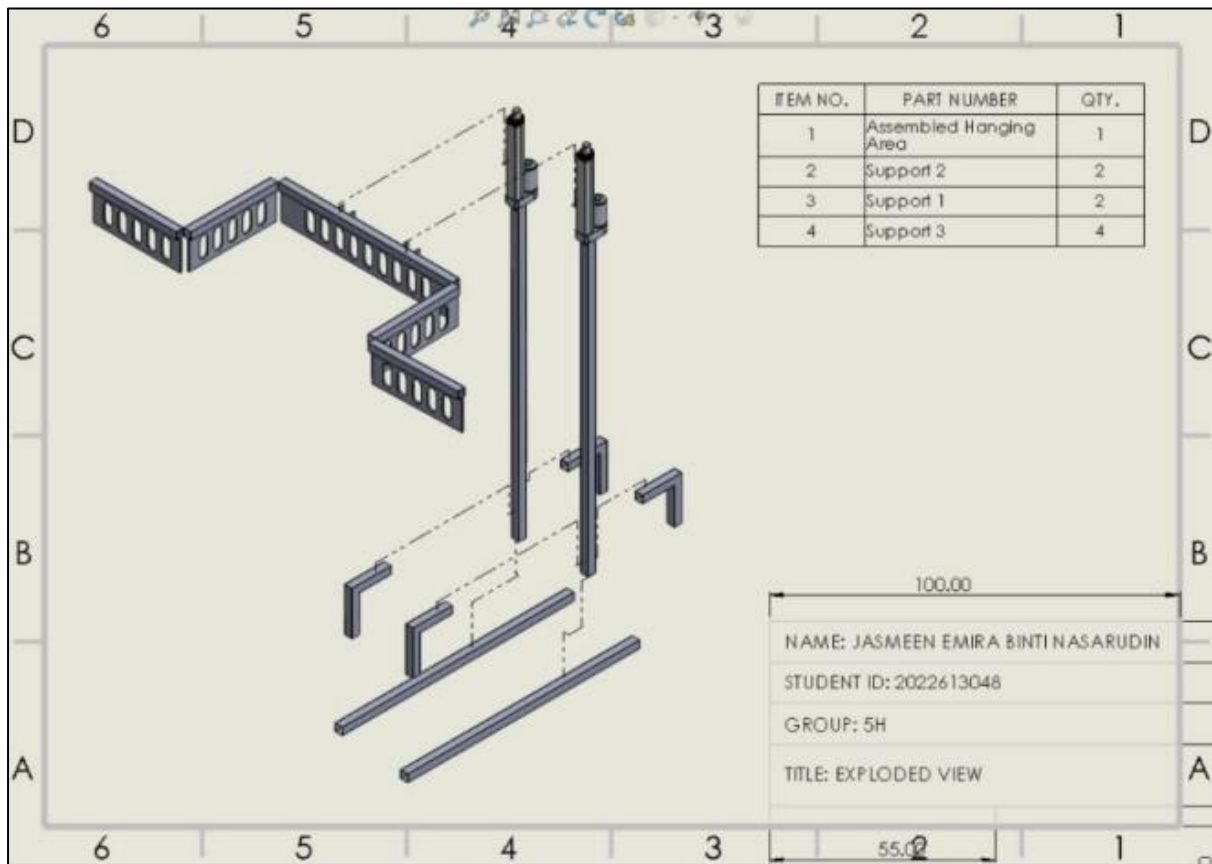 6 5 4 3 2 1
D D
ITEM NO. PART NUMBER QTY.
1 Assembled Hanging Area 1
2 Support 2 2
3 Support 1 2
4 Support 3 4
C C
B B
100.00
NAME: JASMEEN EMIRA BINTI NASARUDIN
STUDENT ID: 2022613048
GROUP: 5H
TITLE: EXPLODED VIEW
A A
6 5 4 3 2 1